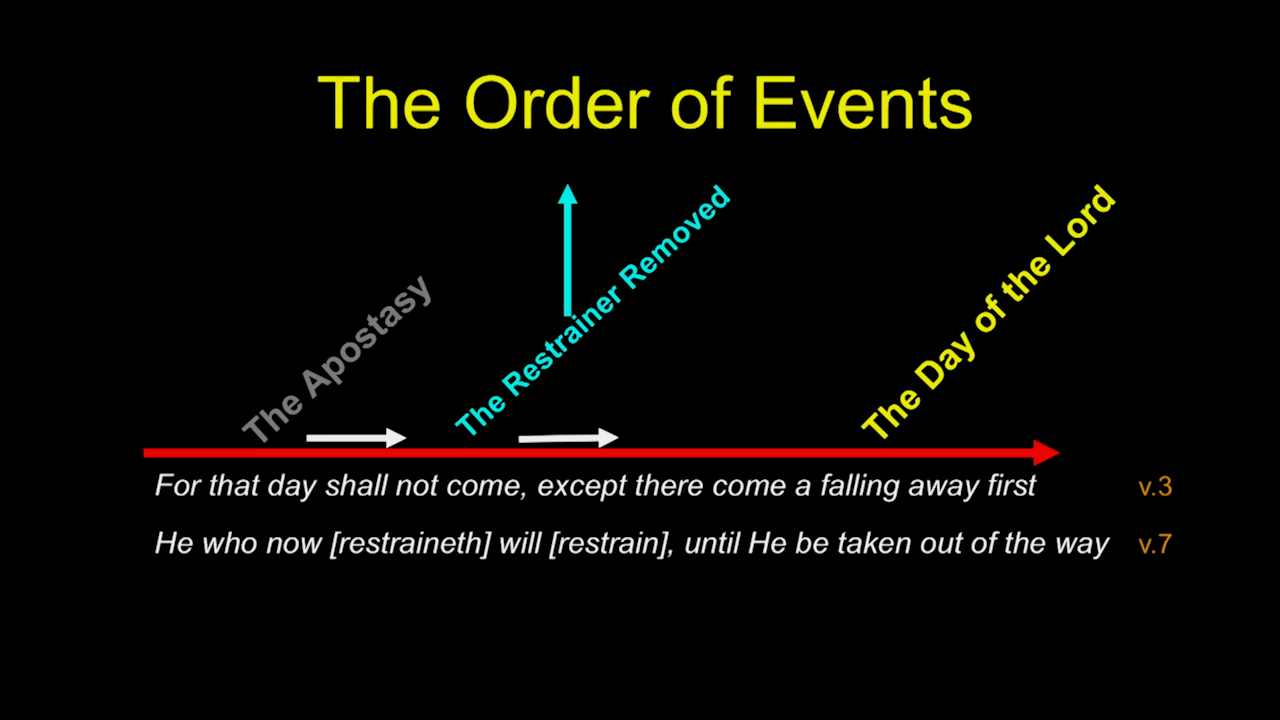 The Order of Events
The Apostasy
The Restrainer Removed
The Day of the Lord
For that day shall not come, except there come a falling away first v.3
He who now [restraineth] will [restrain], until He be taken out of the way v.7